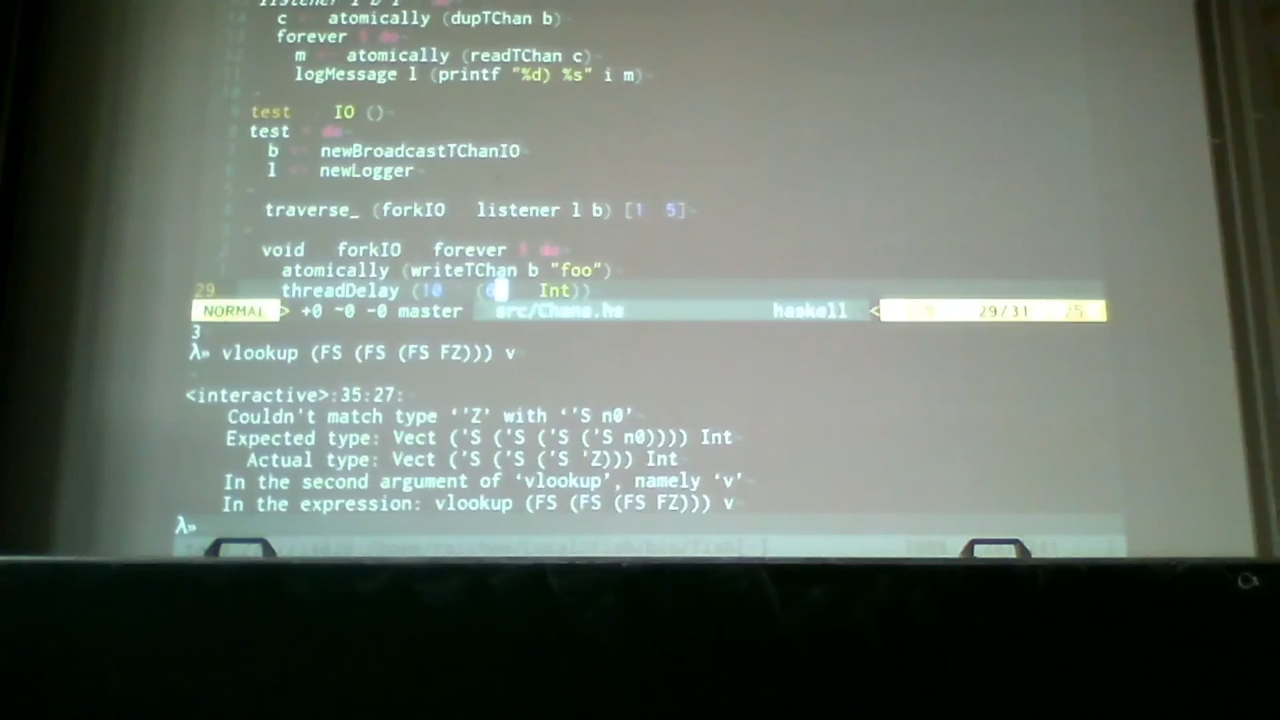 listener l b i
c atomically (dupTChan b)
forever $ do
m atomically (readTChan c)
logMessage l (printf "%d) %s" i m)
test IO ()
test = do
b <- newBroadcastTChanIO
l <- newLogger
traverse_ (forkIO listener l b) [1 5]
void forkIO forever $ do
atomically (writeTChan b "foo")
29 threadDelay (10 (6 Int))
NORMAL +0 ~0 -0 master src/Chans.hs haskell 29/31
3
λ» vlookup (FS (FS (FS FZ))) v
<interactive>:35:27:
Couldn't match type ‘'Z’ with ‘'S n0’
Expected type: Vect ('S ('S ('S ('S n0)))) Int
Actual type: Vect ('S ('S ('S 'Z))) Int
In the second argument of ‘vlookup’, namely ‘v’
In the expression: vlookup (FS (FS (FS FZ))) v
λ»